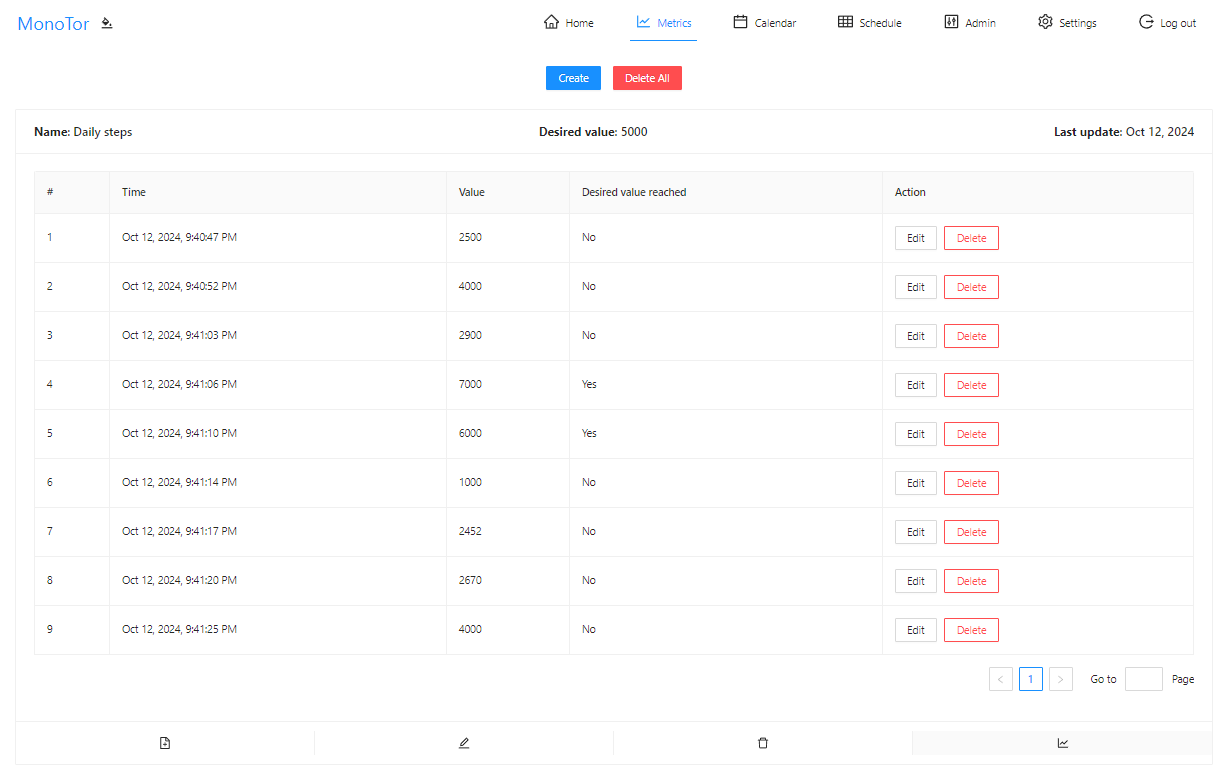 MonoTor Home Metrics Calendar Schedule Admin Settings Log out
Create Delete All
Name: Daily steps Desired value: 5000 Last update: Oct 12, 2024
# Time Value Desired value reached Action
1 Oct 12, 2024, 9:40:47 PM 2500 No Edit Delete
2 Oct 12, 2024, 9:40:52 PM 4000 No Edit Delete
3 Oct 12, 2024, 9:41:03 PM 2900 No Edit Delete
4 Oct 12, 2024, 9:41:06 PM 7000 Yes Edit Delete
5 Oct 12, 2024, 9:41:10 PM 6000 Yes Edit Delete
6 Oct 12, 2024, 9:41:14 PM 1000 No Edit Delete
7 Oct 12, 2024, 9:41:17 PM 2452 No Edit Delete
8 Oct 12, 2024, 9:41:20 PM 2670 No Edit Delete
9 Oct 12, 2024, 9:41:25 PM 4000 No Edit Delete
< 1 > Go to Page